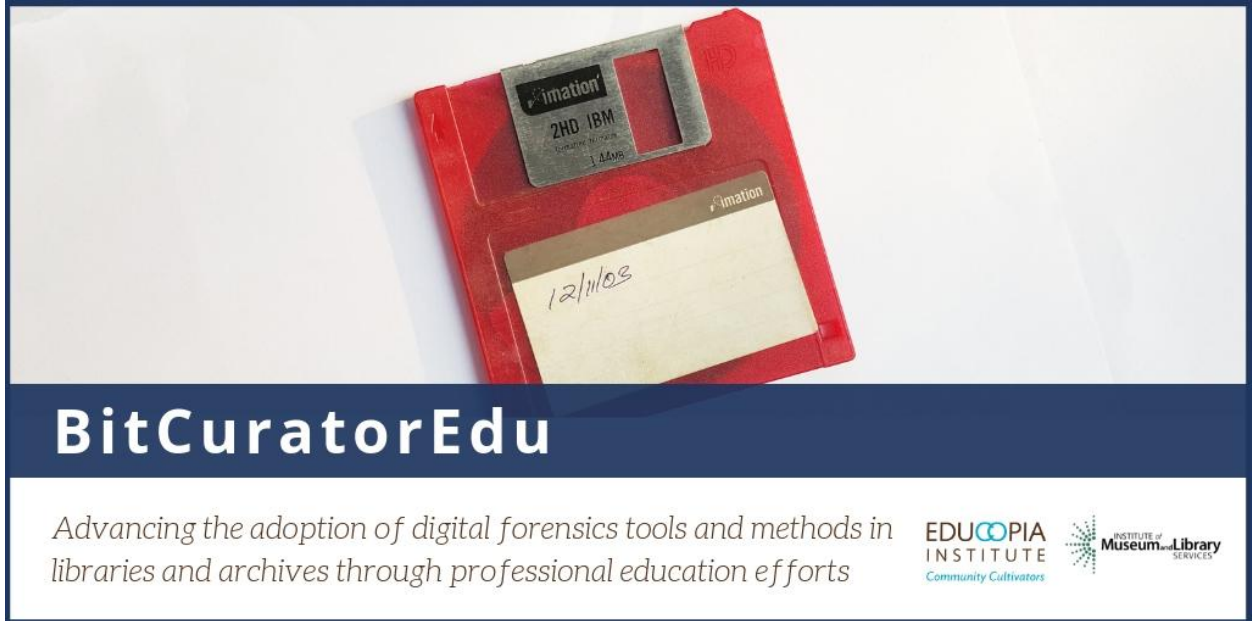 HD
imation
2HD IBM
1.44MB
imation
12/11/03
BitCuratorEdu
Advancing the adoption of digital forensics tools and methods in
libraries and archives through professional education efforts
EDUCOPIA
INSTITUTE
Community Cultivators
INSTITUTE of
Museum and Library
SERVICES